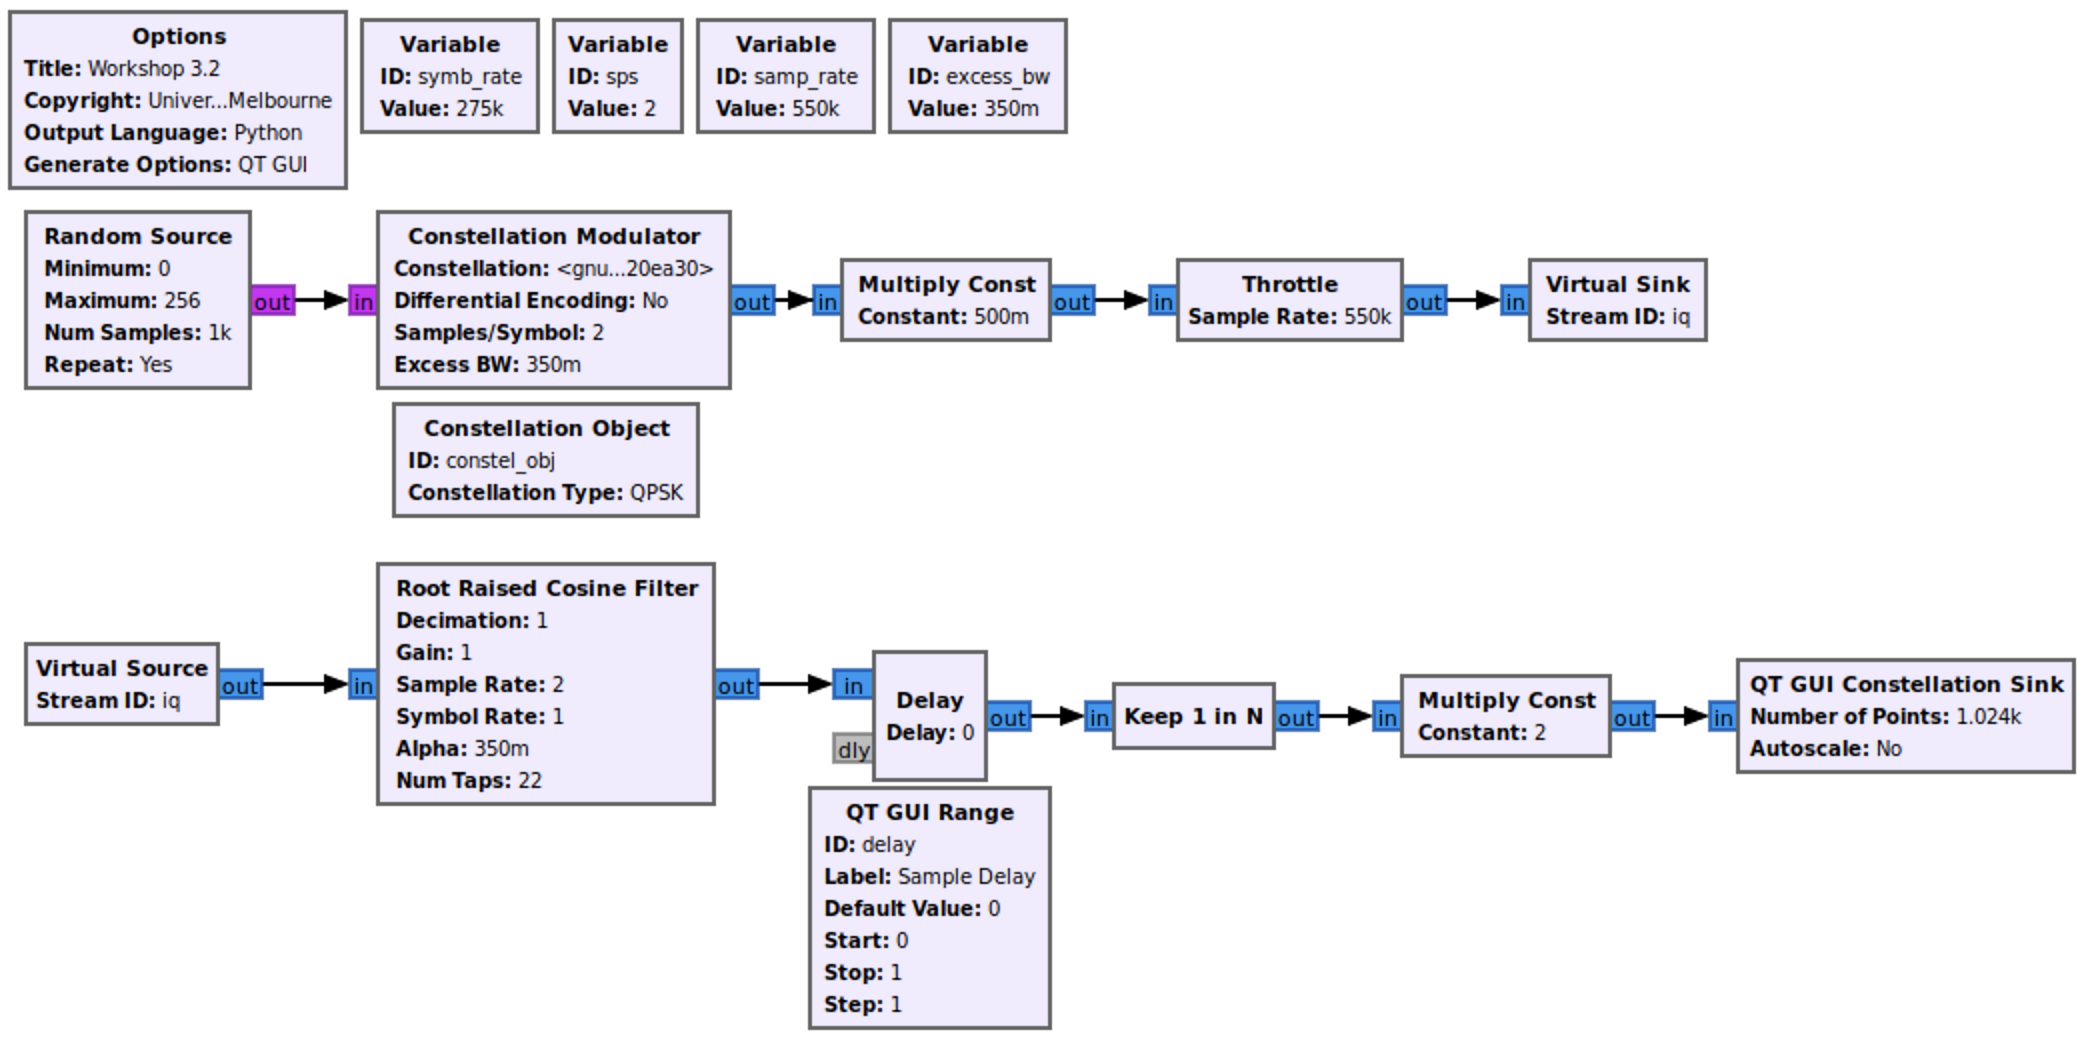 Options
Title: Workshop 3.2
Copyright: Univer...Melbourne
Output Language: Python
Generate Options: QT GUI
Variable
ID: symb_rate
Value: 275k
Variable
ID: sps
Value: 2
Variable
ID: samp_rate
Value: 550k
Variable
ID: excess_bw
Value: 350m
Random Source
Minimum: 0
Maximum: 256
Num Samples: 1k
Repeat: Yes
out
in
Constellation Modulator
Constellation: <gnu...20ea30>
Differential Encoding: No
Samples/Symbol: 2
Excess BW: 350m
out
in
Multiply Const
Constant: 500m
out
in
Throttle
Sample Rate: 550k
out
in
Virtual Sink
Stream ID: iq
Constellation Object
ID: constel_obj
Constellation Type: QPSK
Virtual Source
Stream ID: iq
out
in
Root Raised Cosine Filter
Decimation: 1
Gain: 1
Sample Rate: 2
Symbol Rate: 1
Alpha: 350m
Num Taps: 22
out
in
dly
Delay
Delay: 0
out
in
Keep 1 in N
out
in
Multiply Const
Constant: 2
out
in
QT GUI Constellation Sink
Number of Points: 1.024k
Autoscale: No
QT GUI Range
ID: delay
Label: Sample Delay
Default Value: 0
Start: 0
Stop: 1
Step: 1